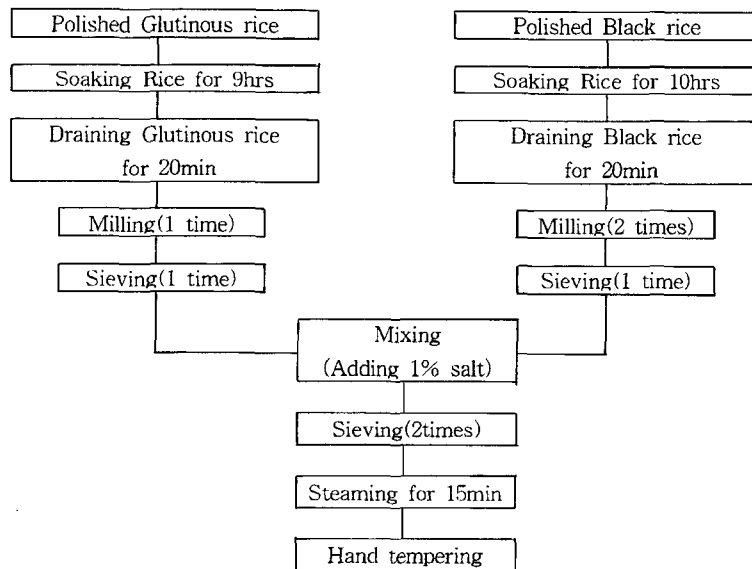 Polished Glutinous rice
Soaking Rice for 9hrs
Draining Glutinous rice
for 20min
Milling(1 time)
Sieving(1 time)
Polished Black rice
Soaking Rice for 10hrs
Draining Black rice
for 20min
Milling(2 times)
Sieving(1 time)
Mixing
(Adding 1% salt)
Sieving(2times)
Steaming for 15min
Hand tempering